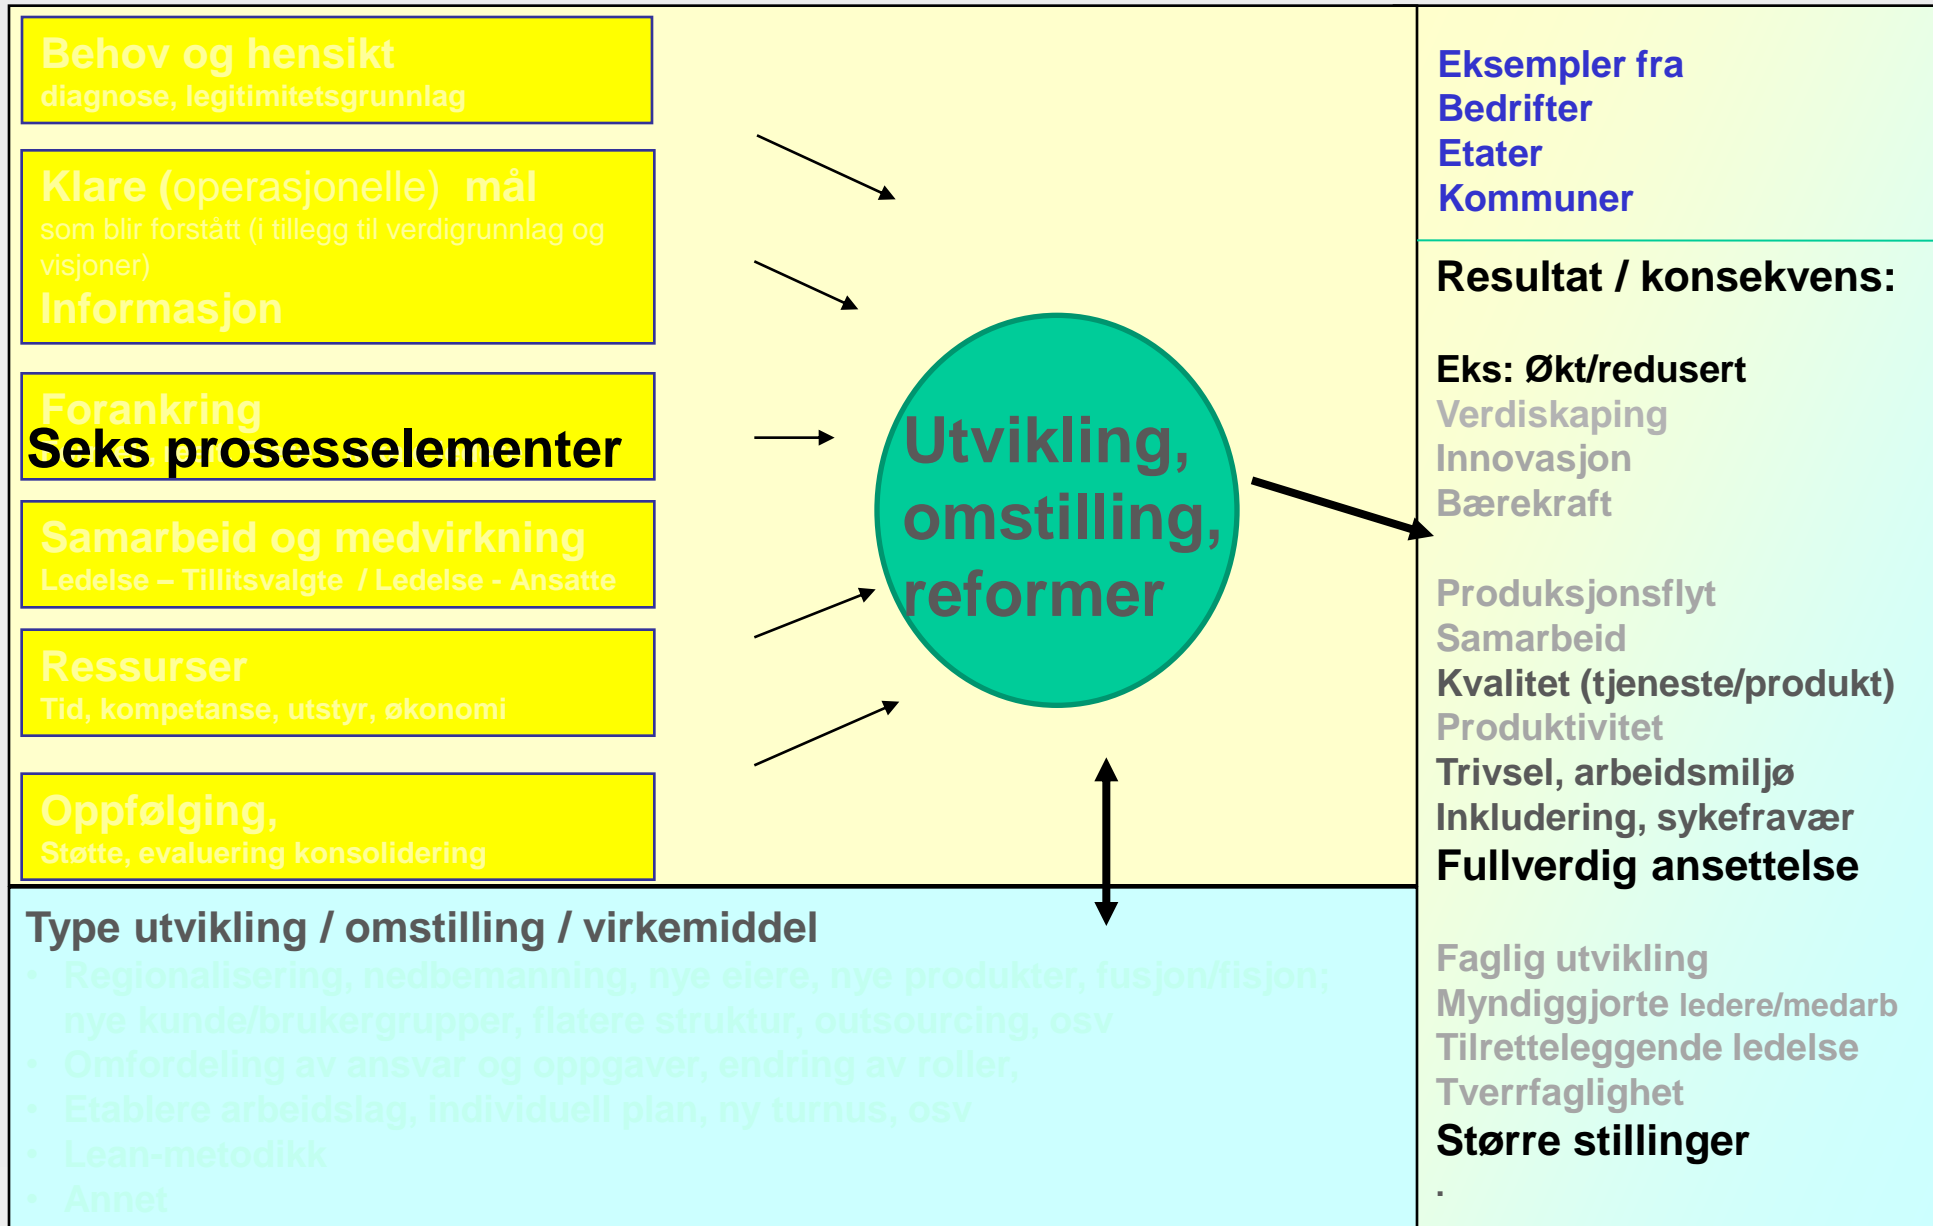 Behov og hensikt
diagnose, legitimitetsgrunnlag
Klare (operasjonelle) mål
som blir forstått (i tillegg til verdigrunnlag og
visjoner)
Informasjon
Forankring
Seks prosesselementer
Samarbeid og medvirkning
Ledelse – Tillitsvalgte / Ledelse - Ansatte
Ressurser
Tid, kompetanse, utstyr, økonomi
Oppfølging,
Støtte, evaluering konsolidering
Utvikling,
omstilling,
reformer
Type utvikling / omstilling / virkemiddel
• Regionalisering, nedbemanning, nye eiere, nye produkter, fusjon/fisjon;
nye kunde/brukergrupper, flatere struktur, outsourcing, osv
• Omfordeling av ansvar og oppgaver, endring av roller,
• Etablere arbeidslag, individuell plan, ny turnus, osv
• Lean-metodikk
• Annet
Eksempler fra
Bedrifter
Etater
Kommuner
Resultat / konsekvens:
Eks: Økt/redusert
Verdiskaping
Innovasjon
Bærekraft
Produksjonsflyt
Samarbeid
Kvalitet (tjeneste/produkt)
Produktivitet
Trivsel, arbeidsmiljø
Inkludering, sykefravær
Fullverdig ansettelse
Faglig utvikling
Myndiggjorte ledere/medarb
Tilretteleggende ledelse
Tverrfaglighet
Større stillinger
.